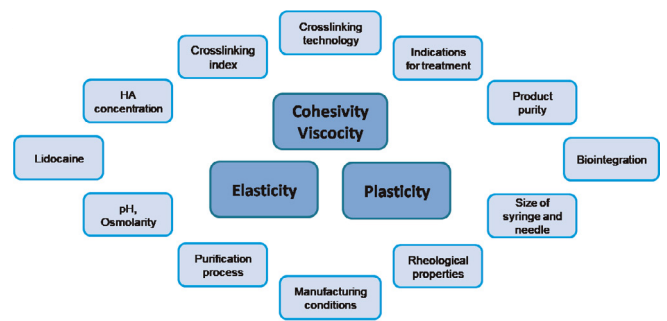 Crosslinking
technology
Crosslinking
index
Indications
for treatment
HA
concentration
Product
purity
Cohesivity
Viscocity
Lidocaine
Biointegration
Elasticity
Plasticity
pH,
Osmolarity
Size of
syringe and
needle
Purification
process
Rheological
properties
Manufacturing
conditions